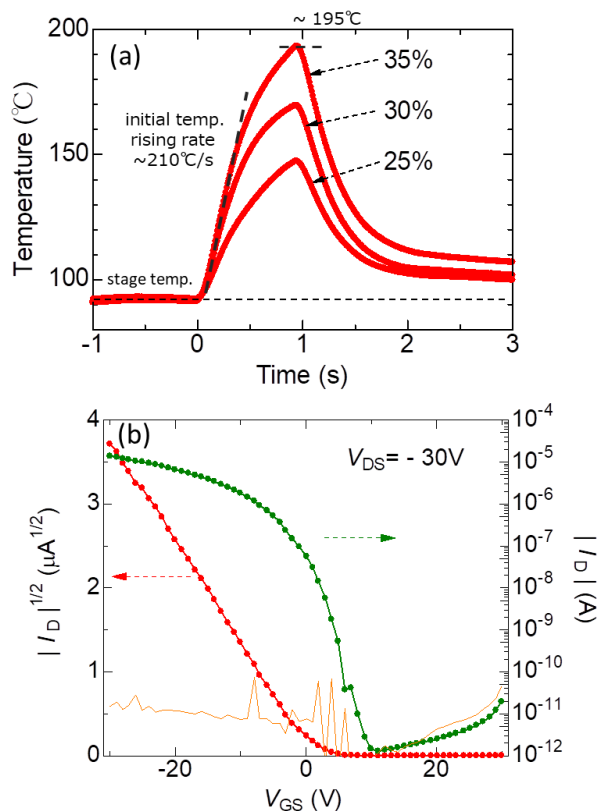 ~ 195℃
200
(a)
35%
30%
initial temp.
rising rate
~210℃/s
150
25%
Temperature (℃)
stage temp.
100
-1
0
1
2
3
Time (s)
4
(b)
10-4
VDS= - 30V
10-5
3
10-6
10-7
2
10-8
10-9
1
10-10
10-11
0
10-12
| ID |1/2 (μA1/2)
| ID | (A)
-20
0
20
VGS (V)